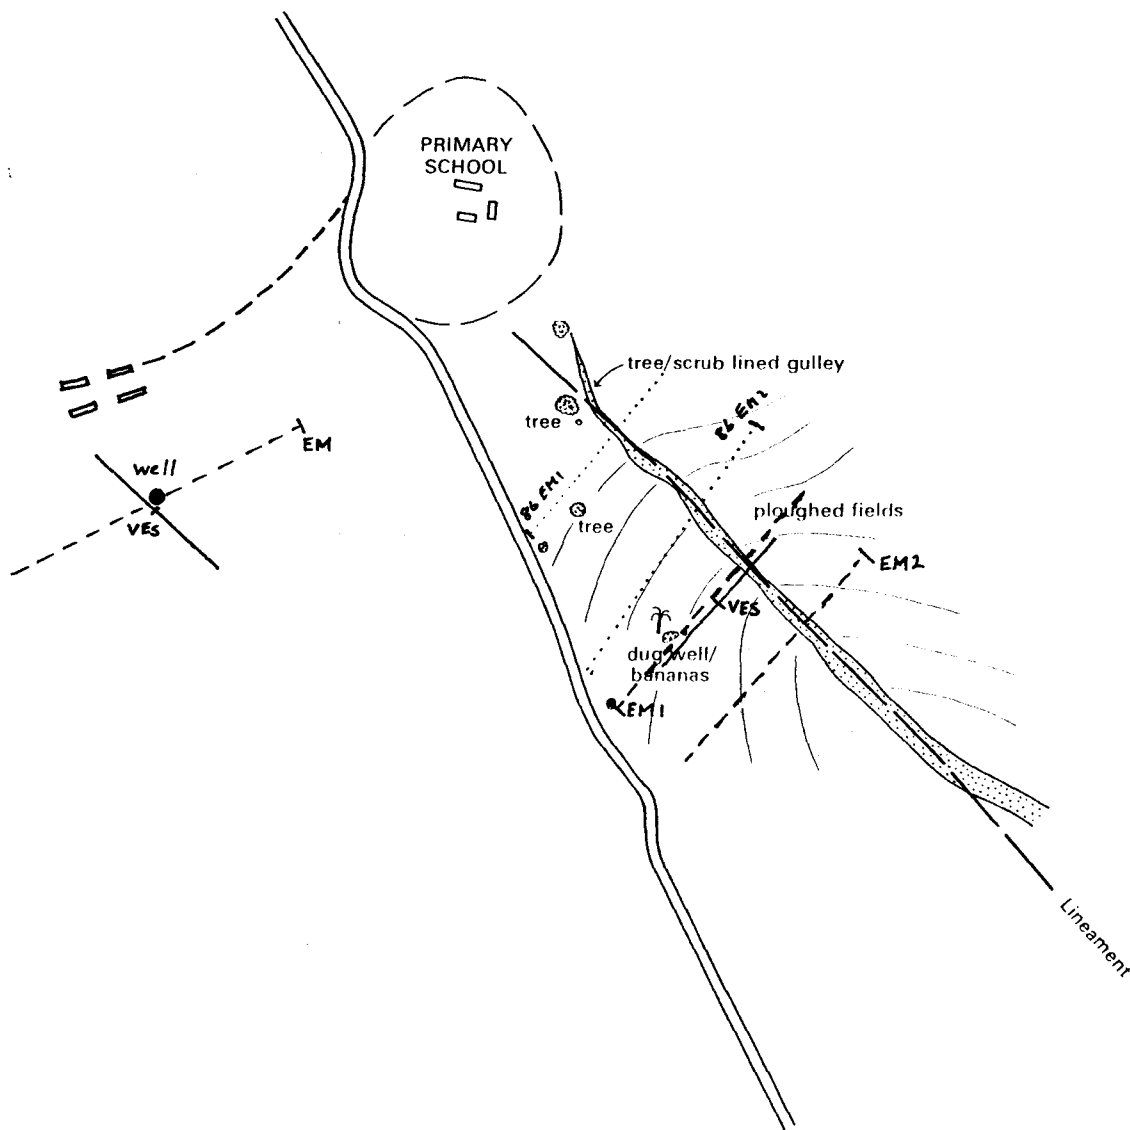 PRIMARY
SCHOOL
tree/scrub lined gulley
86 EM2
tree
EM
well
VES
86 EM1
tree
ploughed fields
EM2
VES
dug well/
bananas
EM1
Lineament